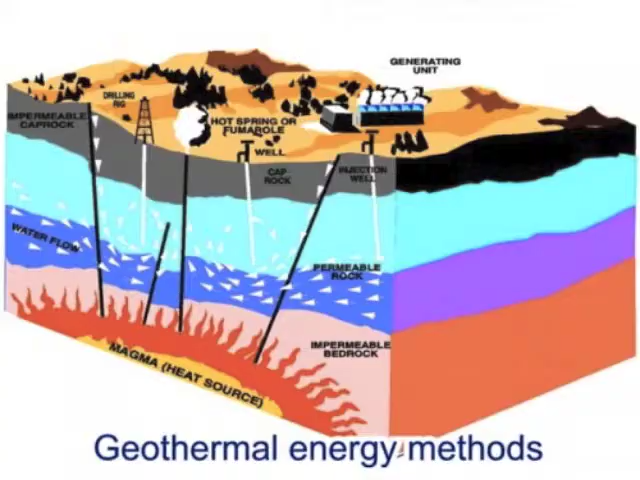 GENERATING
UNIT
DRILLING
RIG
IMPERMEABLE
CAPROCK
HOT SPRING OR
FUMAROLE
WELL
CAP
ROCK
INJECTION
WELL
WATER FLOW
PERMEABLE
ROCK
IMPERMEABLE
BEDROCK
MAGMA (HEAT SOURCE)
Geothermal energy methods